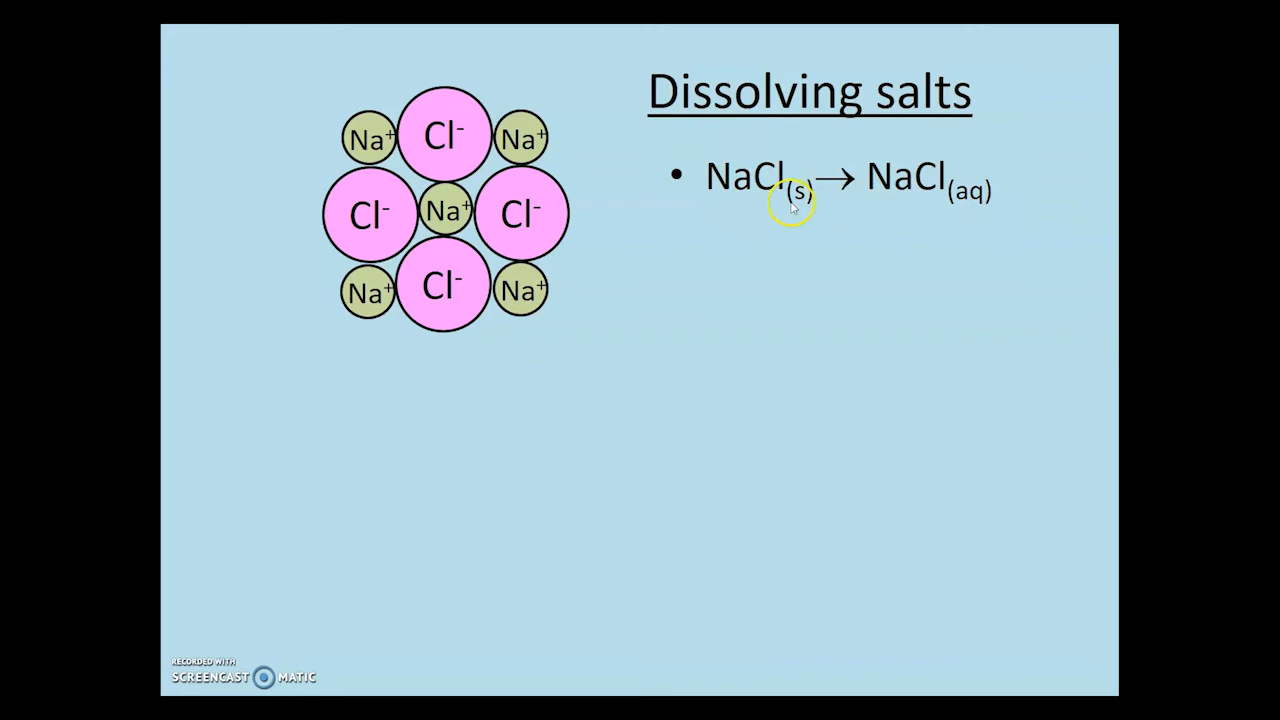 Dissolving salts
• NaCl(s) → NaCl(aq)
Na⁺ Cl⁻ Na⁺
Cl⁻ Na⁺ Cl⁻
Na⁺ Cl⁻ Na⁺
RECORDED WITH
SCREENCAST MATIC